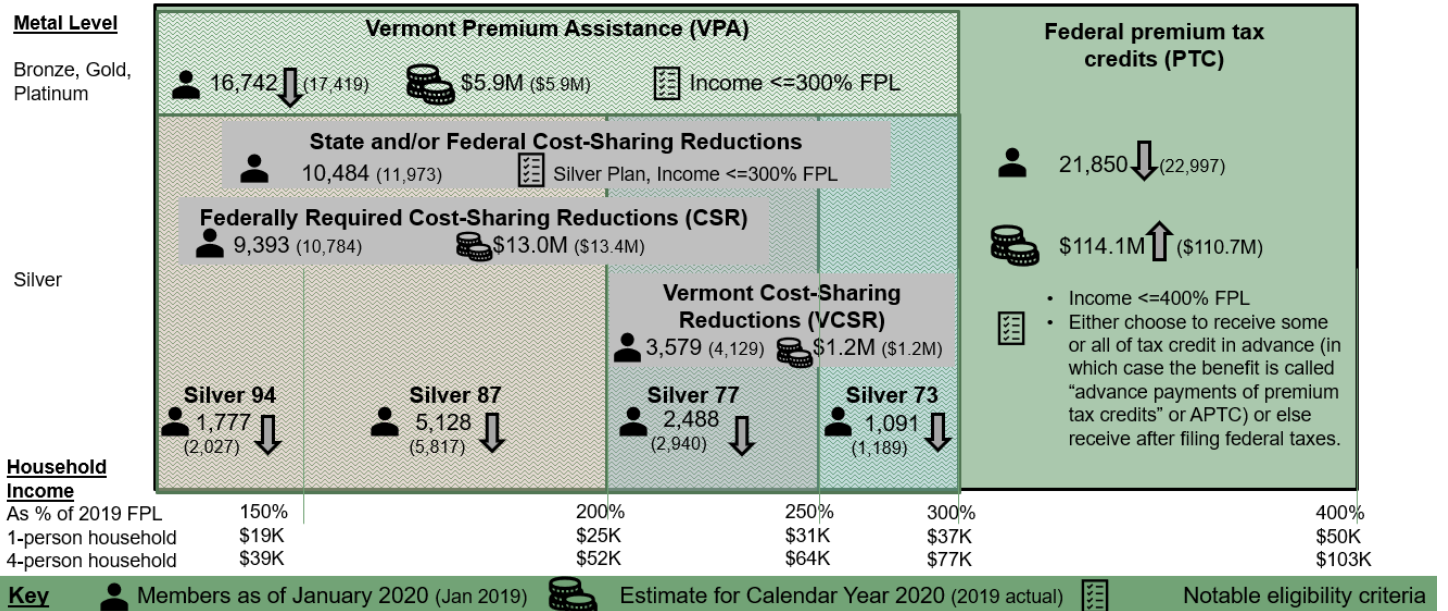 Metal Level
Bronze, Gold,
Platinum
Silver
Vermont Premium Assistance (VPA)
16,742 (17,419) $5.9M ($5.9M) Income <=300% FPL
State and/or Federal Cost-Sharing Reductions
10,484 (11,973) Silver Plan, Income <=300% FPL
Federally Required Cost-Sharing Reductions (CSR)
9,393 (10,784) $13.0M ($13.4M)
Vermont Cost-Sharing
Reductions (VCSR)
3,579 (4,129) $1.2M ($1.2M)
Silver 94
1,777
(2,027)
Silver 87
5,128
(5,817)
Silver 77
2,488
(2,940)
Silver 73
1,091
(1,189)
Federal premium tax
credits (PTC)
21,850 (22,997)
$114.1M ($110.7M)
• Income <=400% FPL
• Either choose to receive some
or all of tax credit in advance (in
which case the benefit is called
“advance payments of premium
tax credits” or APTC) or else
receive after filing federal taxes.
Household
Income
As % of 2019 FPL 150% 200% 250% 300% 400%
1-person household $19K $25K $31K $37K $50K
4-person household $39K $52K $64K $77K $103K
Key Members as of January 2020 (Jan 2019) Estimate for Calendar Year 2020 (2019 actual) Notable eligibility criteria